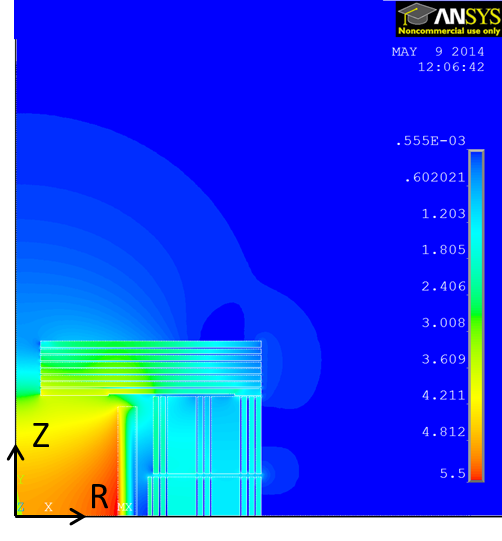 ANSYS
Noncommercial use only
MAY 9 2014
12:06:42
.555E-03
.602021
1.203
1.805
2.406
3.008
3.609
4.211
4.812
5.5
Z
R
Z X MX